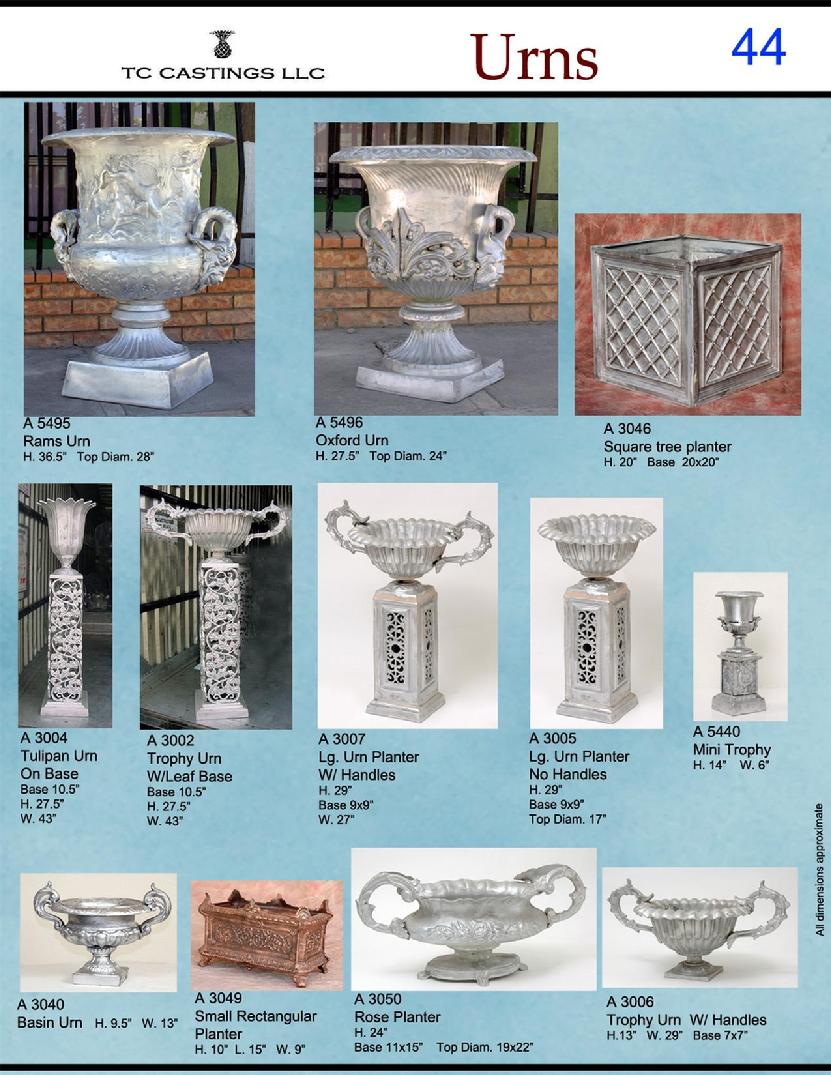 TC CASTINGS LLC
Urns
44
A 5495
Rams Urn
H. 36.5" Top Diam. 28"
A 5496
Oxford Urn
H. 27.5" Top Diam. 24"
A 3046
Square tree planter
H. 20" Base 20x20"
A 3004
Tulipan Urn
On Base
Base 10.5"
H. 27.5"
W. 43"
A 3002
Trophy Urn
W/Leaf Base
Base 10.5"
H. 27.5"
W. 43"
A 3007
Lg. Urn Planter
W/ Handles
H. 29"
Base 9x9"
W. 27"
A 3005
Lg. Urn Planter
No Handles
H. 29"
Base 9x9"
Top Diam. 17"
A 5440
Mini Trophy
H. 14" W. 6"
All dimensions approximate
A 3040
Basin Urn H. 9.5" W. 13"
A 3049
Small Rectangular
Planter
H. 10" L. 15" W. 9"
A 3050
Rose Planter
H. 24"
Base 11x15" Top Diam. 19x22"
A 3006
Trophy Urn W/ Handles
H.13" W. 29" Base 7x7"